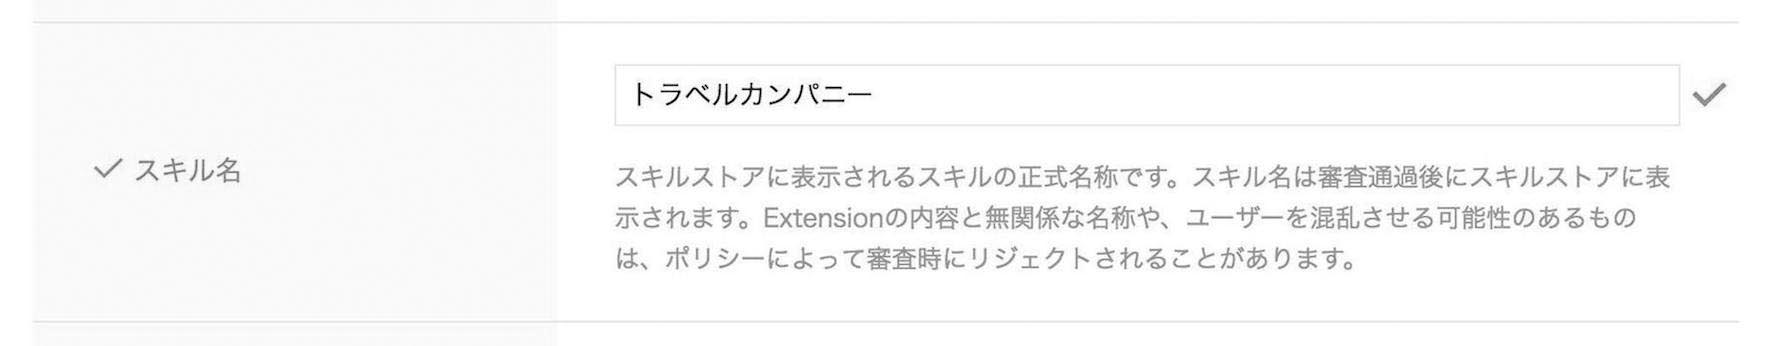 トラベルカンパニー
スキル名
スキルストアに表示されるスキルの正式名称です。スキル名は審査通過後にスキルストアに表
示されます。Extensionの内容と無関係な名称や、ユーザーを混乱させる可能性のあるもの
は、ポリシーによって審査時にリジェクトされることがあります。